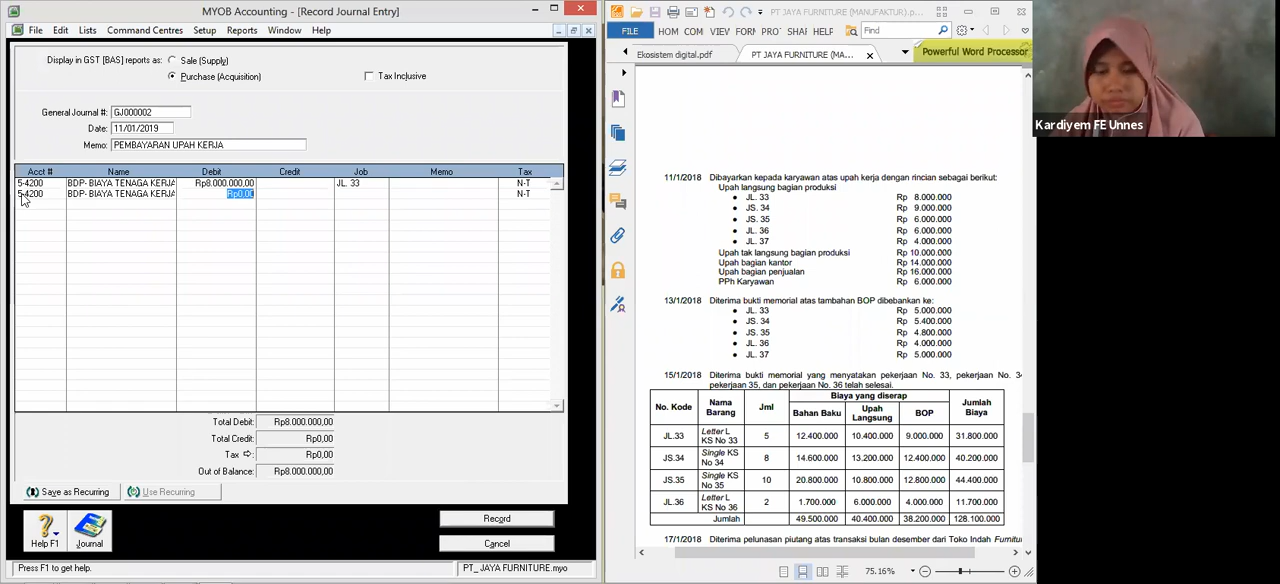 MYOB Accounting - [Record Journal Entry]
File Edit Lists Command Centres Setup Reports Window Help
Display in GST [BAS] reports as: Sale (Supply)
Purchase (Acquisition)
Tax Inclusive
General Journal #: GJ000002
Date: 11/01/2019
Memo: PEMBAYARAN UPAH KERJA
Acct # Name Debit Credit Job Memo Tax
5-4200 BDP- BIAYA TENAGA KERJA Rp8.000.000,00 JL. 33 N-T
5-4200 BDP- BIAYA TENAGA KERJA Rp0,00 N-T
Total Debit: Rp8.000.000,00
Total Credit: Rp0,00
Tax Rp0,00
Out of Balance: Rp8.000.000,00
Save as Recurring Use Recurring
Help F1 Journal
Record
Cancel
Press F1 to get help. PT_ JAYA FURNITURE.myo
PT JAYA FURNITURE (MANUFAKTUR).p...
FILE HOM COM VIEV FORN PRO' SHAI HELP Find
Ekosistem digital.pdf PT JAYA FURNITURE (MA...
Powerful Word Processor
11/1/2018 Dibayarkan kepada karyawan atas upah kerja dengan rincian sebagai berikut:
Upah langsung bagian produksi
• JL. 33 Rp 8.000.000
• JS. 34 Rp 9.000.000
• JS. 35 Rp 6.000.000
• JL. 36 Rp 6.000.000
• JL. 37 Rp 4.000.000
Upah tak langsung bagian produksi Rp 10.000.000
Upah bagian kantor Rp 14.000.000
Upah bagian penjualan Rp 16.000.000
PPh Karyawan Rp 6.000.000
13/1/2018 Diterima bukti memorial atas tambahan BOP dibebankan ke:
• JL. 33 Rp 5.000.000
• JS. 34 Rp 5.400.000
• JS. 35 Rp 4.800.000
• JL. 36 Rp 4.000.000
• JL. 37 Rp 5.000.000
15/1/2018 Diterima bukti memorial yang menyatakan pekerjaan No. 33, pekerjaan No. 34
pekerjaan 35, dan pekerjaan No. 36 telah selesai.
No. Kode Nama Barang Jml Biaya yang diserap Jumlah Biaya
Bahan Baku Upah Langsung BOP
JL.33 Letter L KS No 33 5 12.400.000 10.400.000 9.000.000 31.800.000
JS.34 Single KS No 34 8 14.600.000 13.200.000 12.400.000 40.200.000
JS.35 Single KS No 35 10 20.800.000 10.800.000 12.800.000 44.400.000
JL.36 Letter L KS No 36 2 1.700.000 6.000.000 4.000.000 11.700.000
Jumlah 49.500.000 40.400.000 38.200.000 128.100.000
17/1/2018 Diterima pelunasan piutang atas transaksi bulan desember dari Toko Indah Furnitur
75.16%
Kardiyem FE Unnes